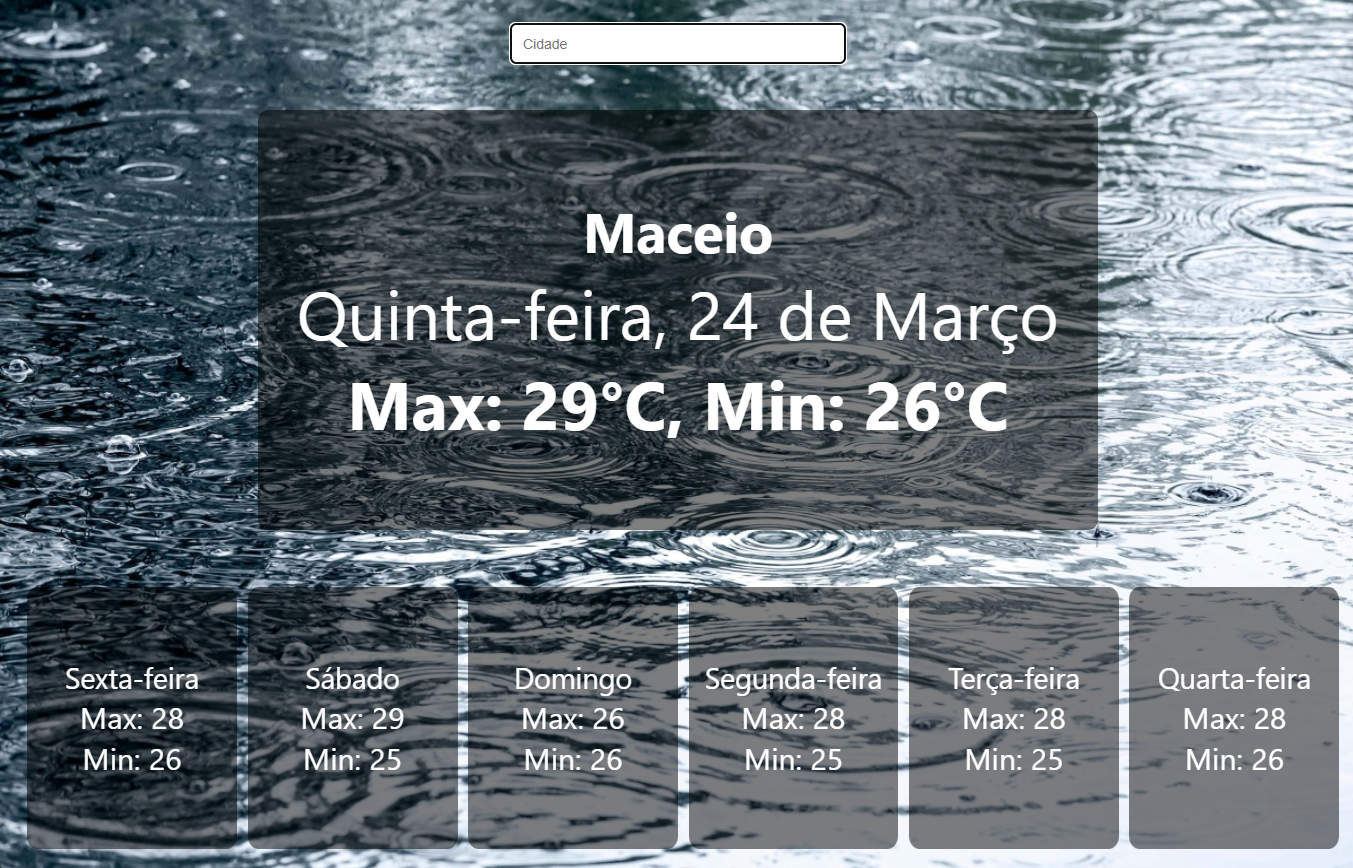 Cidade
Maceio
Quinta-feira, 24 de Março
Max: 29°C, Min: 26°C
Sexta-feira
Max: 28
Min: 26
Sábado
Max: 29
Min: 25
Domingo
Max: 26
Min: 26
Segunda-feira
Max: 28
Min: 25
Terça-feira
Max: 28
Min: 25
Quarta-feira
Max: 28
Min: 26